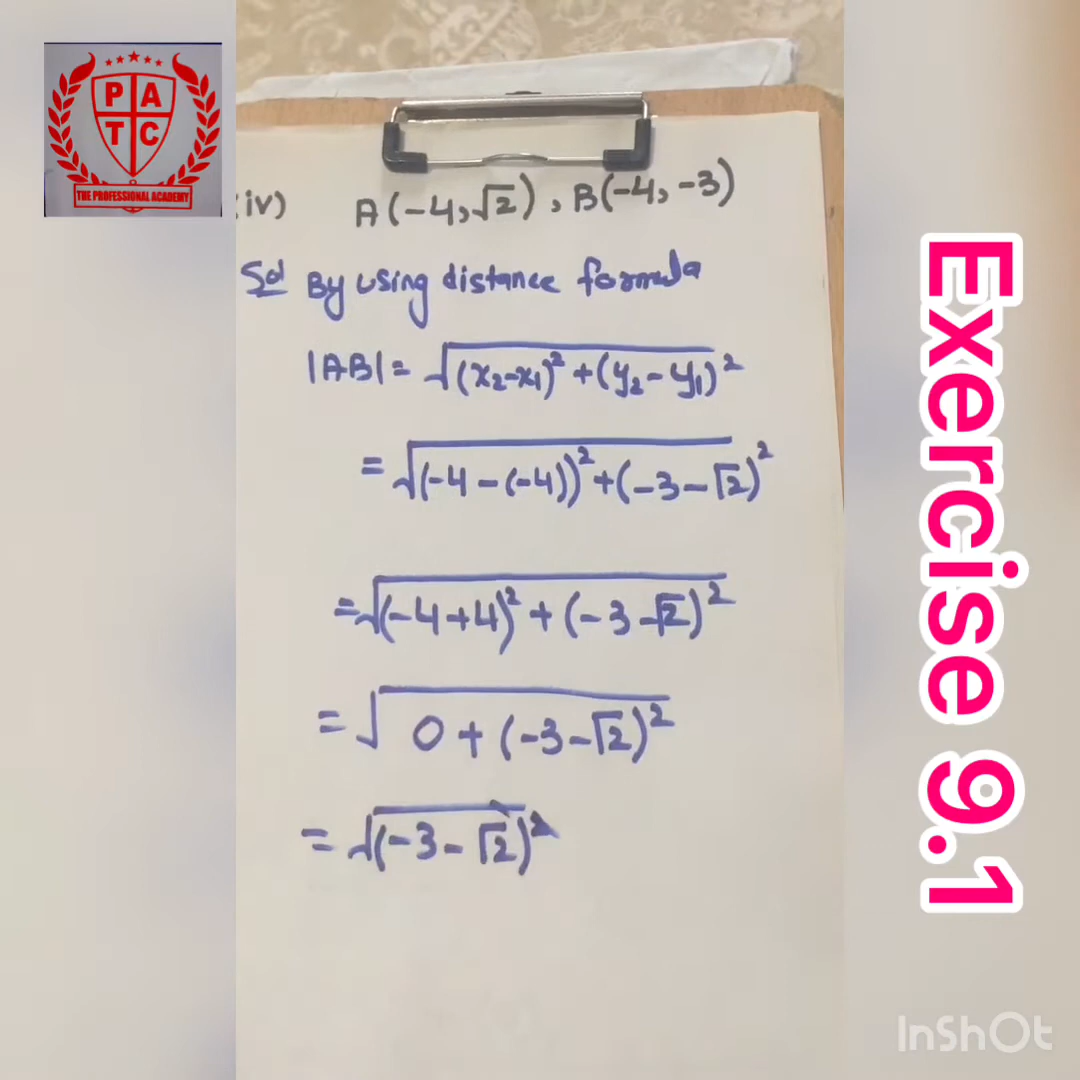 P A
T C
THE PROFESSIONAL ACADEMY
iv) A(-4,√2), B(-4,-3)
Sol By using distance formula
|AB| = √(x₂-x₁)² + (y₂-y₁)²
= √(-4-(-4))² + (-3-√2)²
= √(-4+4)² + (-3-√2)²
= √0 + (-3-√2)²
= √(-3-√2)²
Exercise 9.1
InShOt